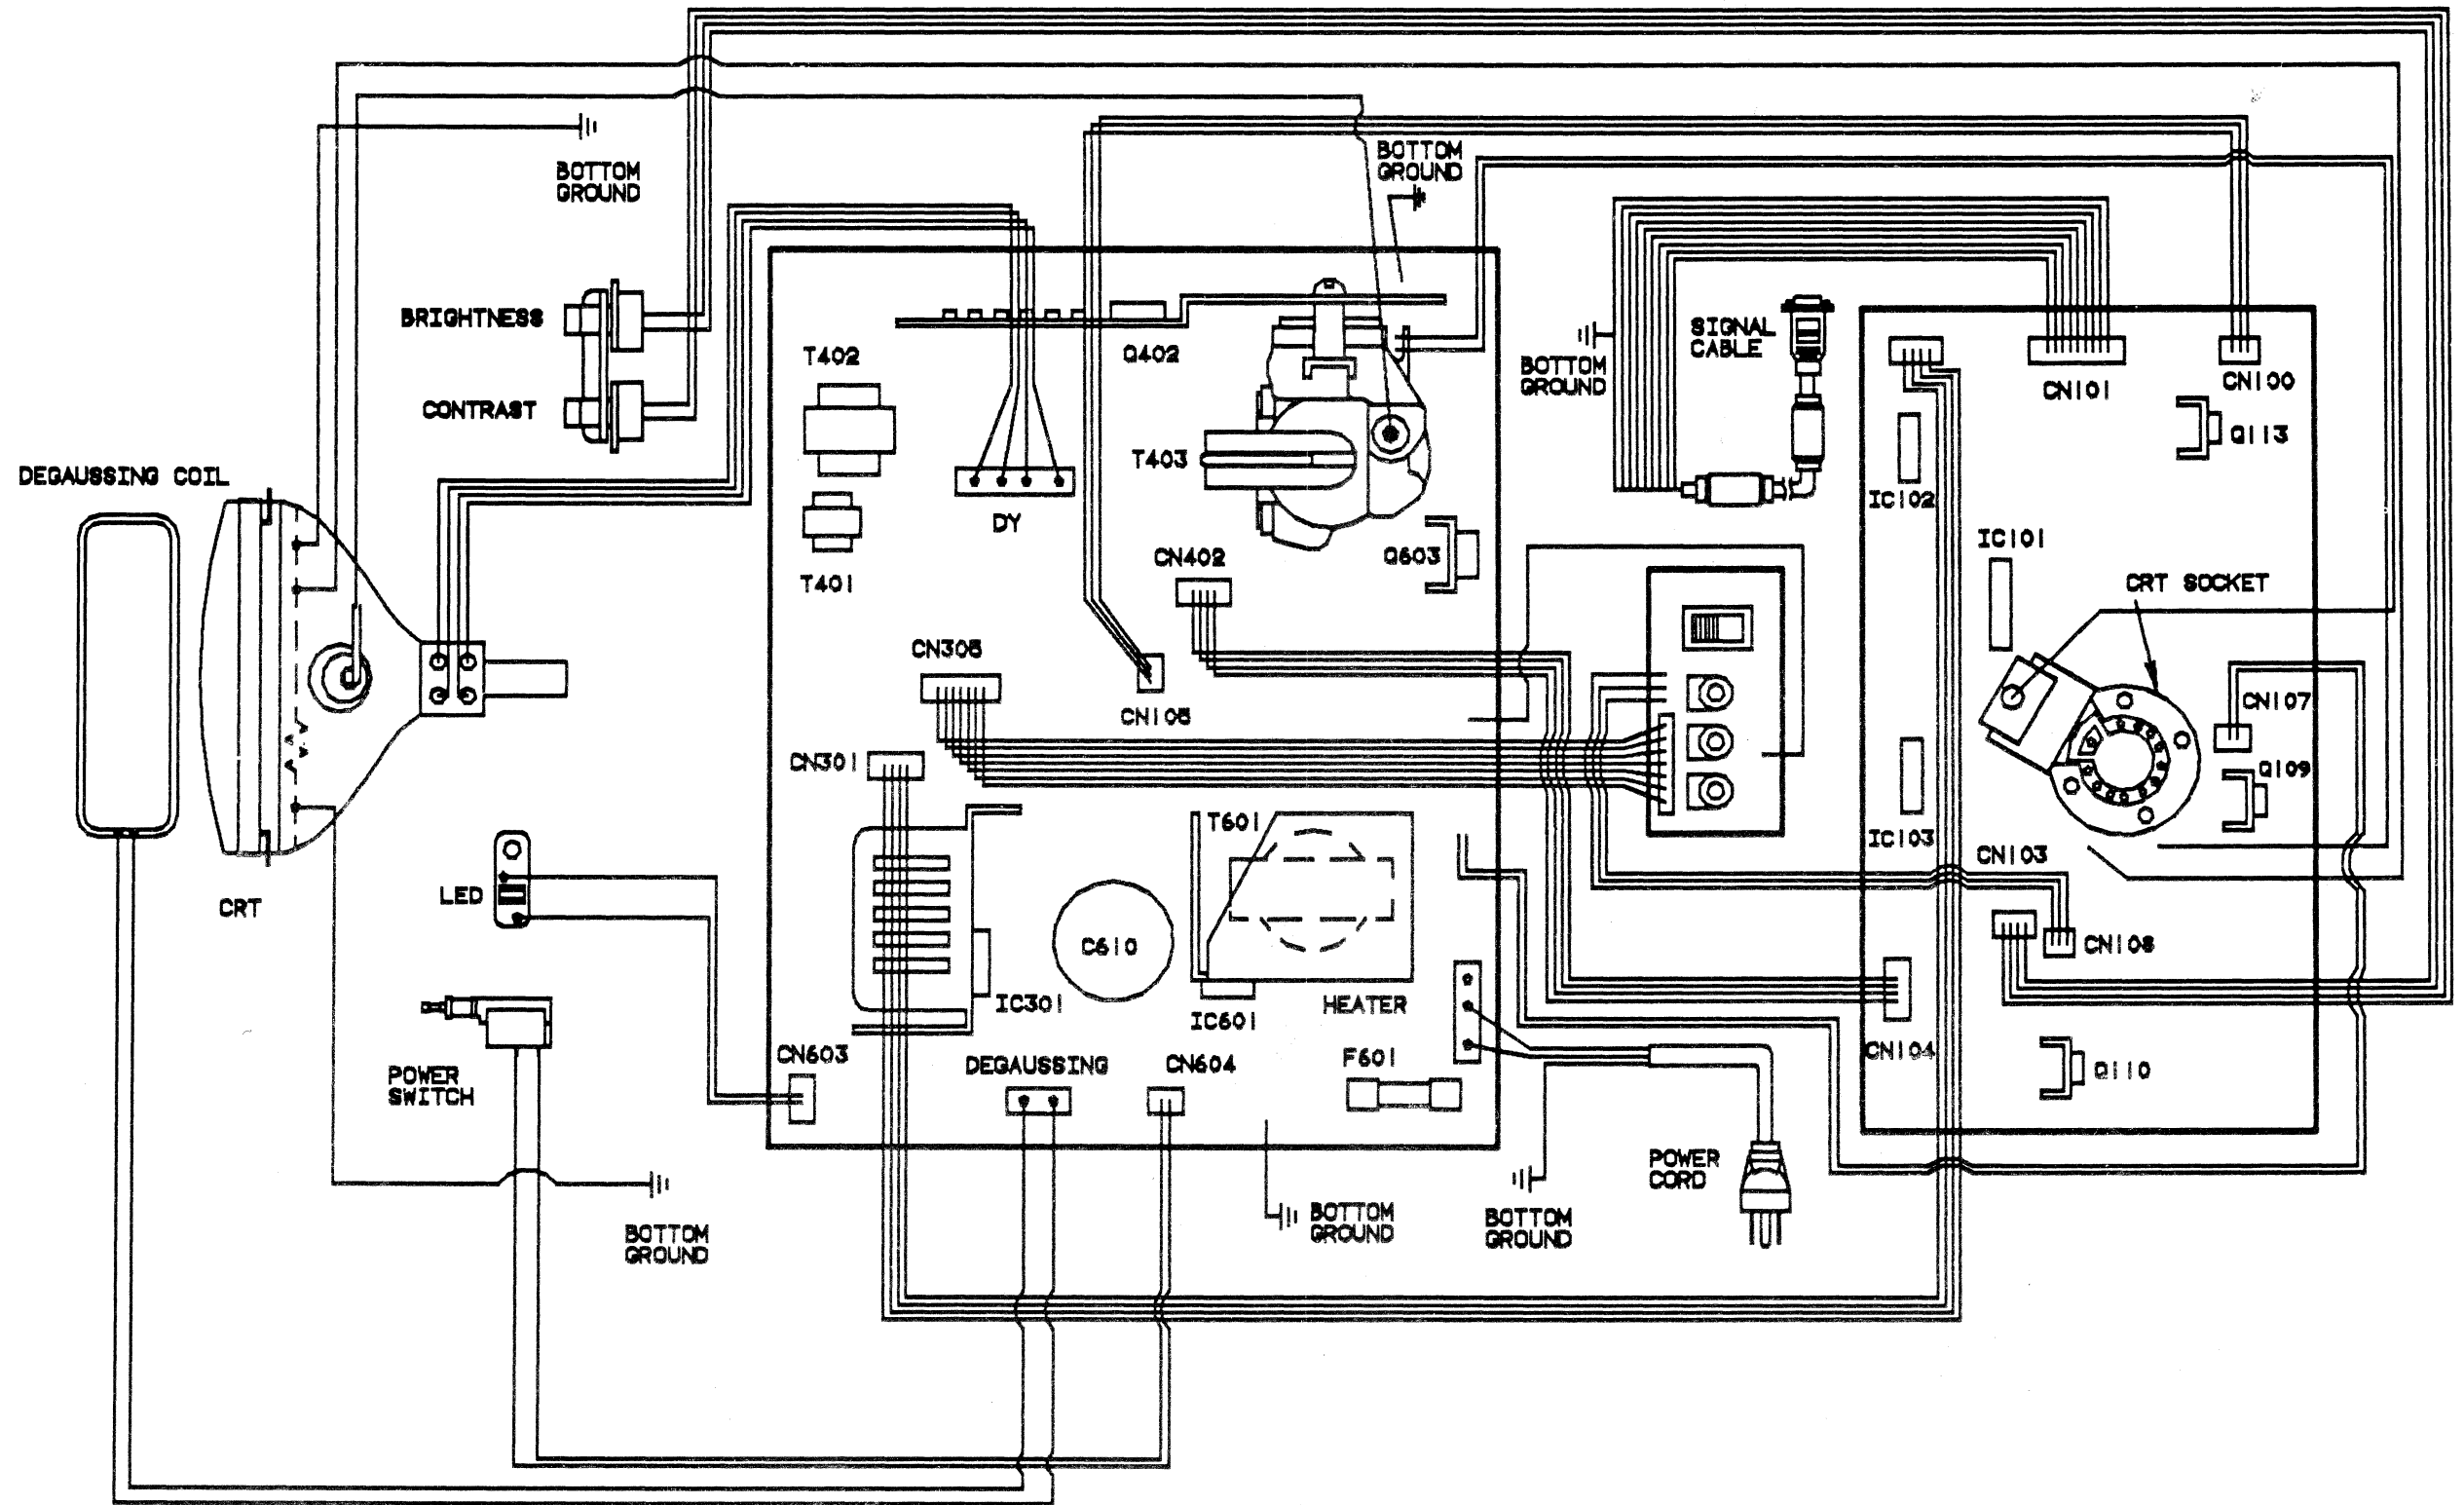 BOTTOM
GROUND
BOTTOM
GROUND
BRIGHTNESS
CONTRAST
T402
Q402
SIGNAL
CABLE
BOTTOM
GROUND
CN101
CN100
Q113
T403
DEGAUSSING COIL
DY
IC102
IC101
T401
CN402
Q603
CRT SOCKET
CN305
CN105
CN107
CN301
Q109
T601
IC103
CN103
LED
CRT
C610
CN108
IC301
IC601
HEATER
CN603
DEGAUSSING
CN604
F601
CN104
Q110
POWER
SWITCH
POWER
CORD
BOTTOM
GROUND
BOTTOM
GROUND
BOTTOM
GROUND